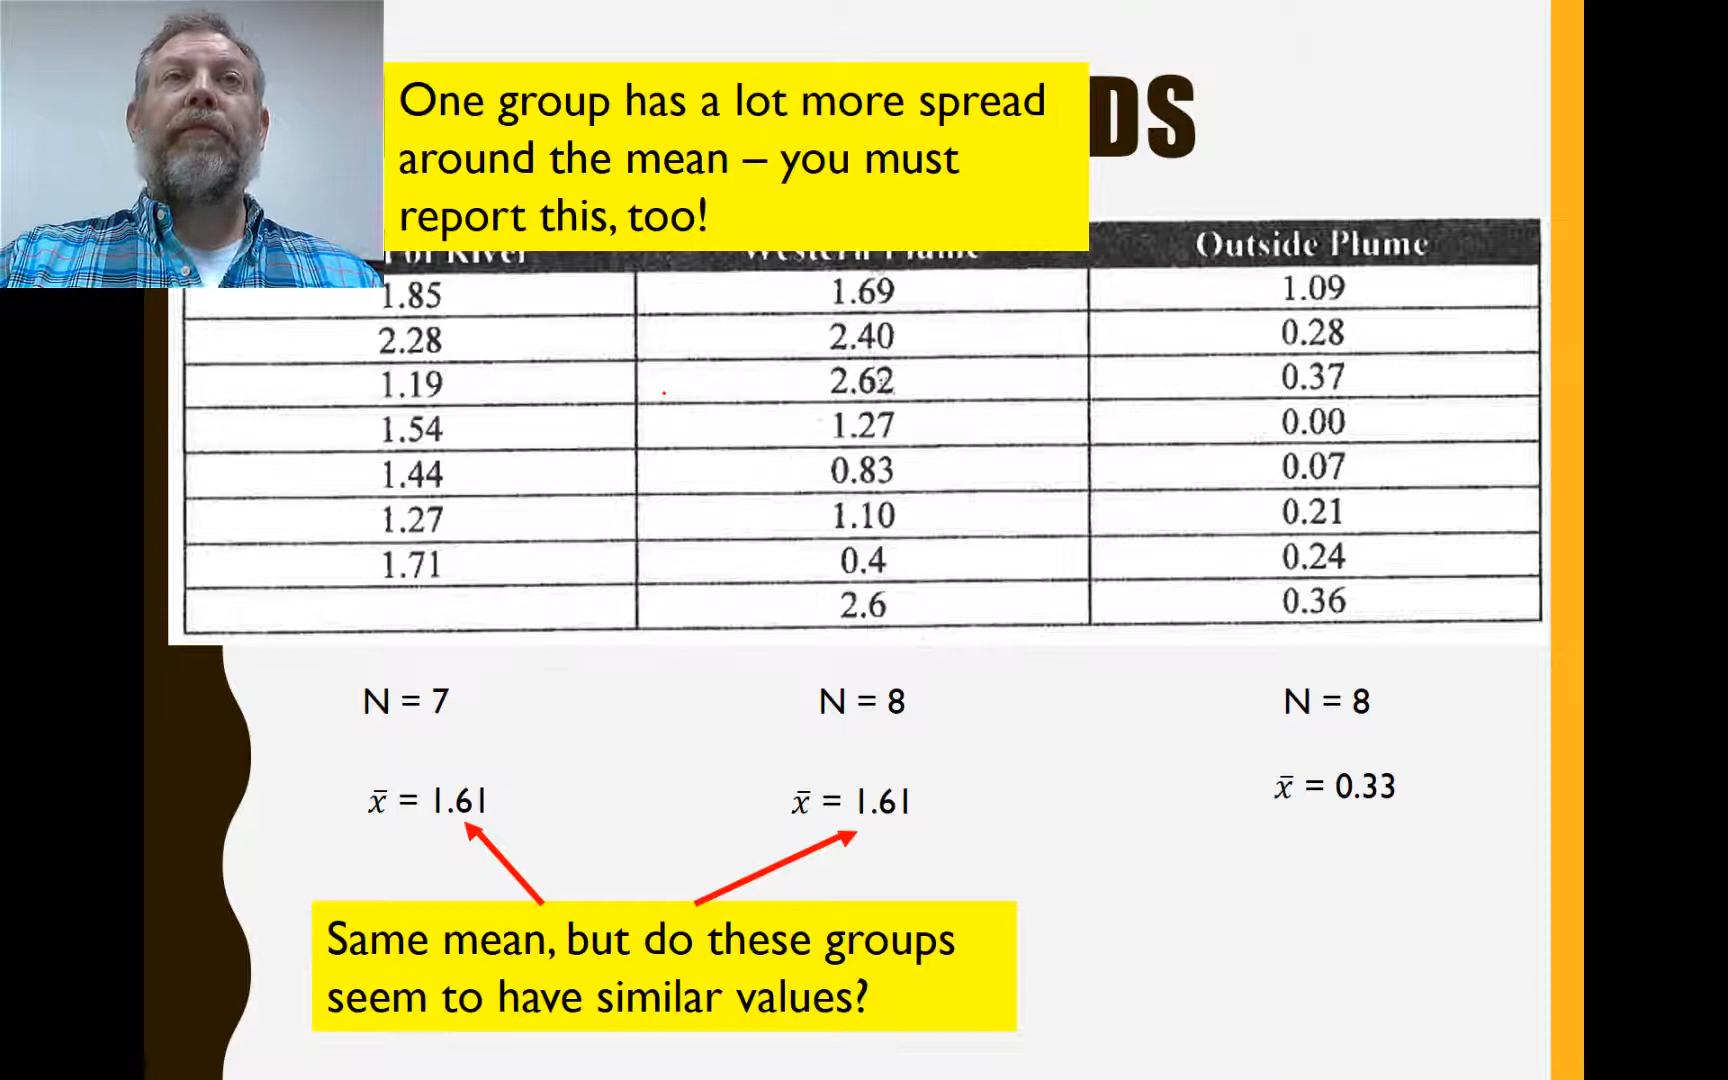 One group has a lot more spread
around the mean – you must
report this, too!
DS
of River Western Plume Outside Plume
1.85 1.69 1.09
2.28 2.40 0.28
1.19 2.62 0.37
1.54 1.27 0.00
1.44 0.83 0.07
1.27 1.10 0.21
1.71 0.4 0.24
2.6 0.36
N = 7 N = 8 N = 8
x̄ = 1.61 x̄ = 1.61 x̄ = 0.33
Same mean, but do these groups
seem to have similar values?